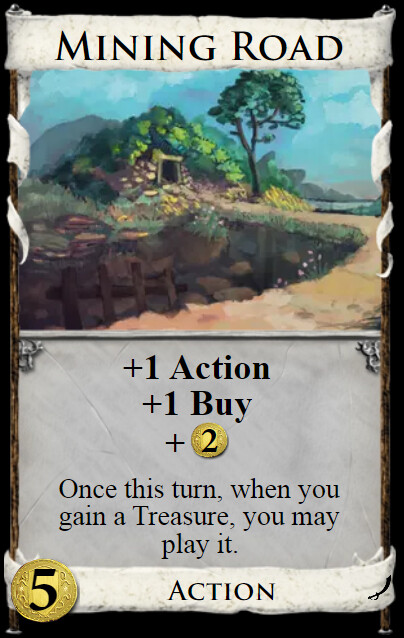 MINING ROAD
+1 Action
+1 Buy
+ 2
Once this turn, when you
gain a Treasure, you may
play it.
5
ACTION